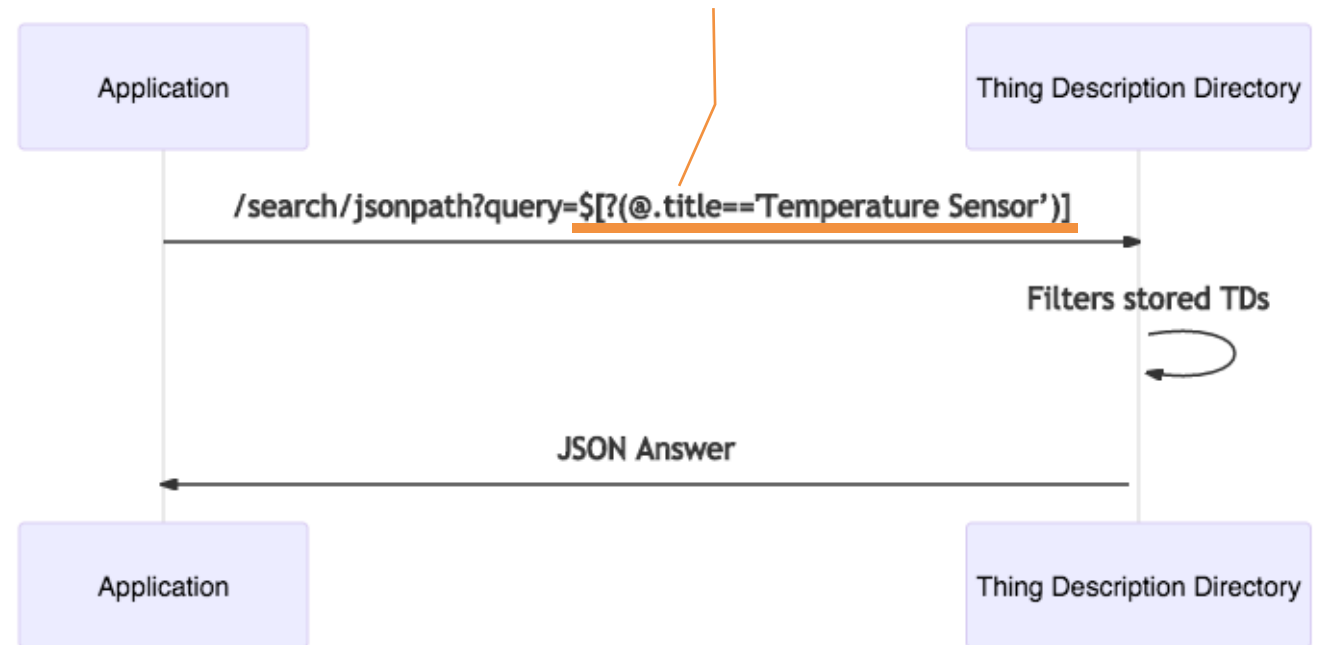 Application
Thing Description Directory
/search/jsonpath?query=$[?(@.title=='Temperature Sensor’)]
Filters stored TDs
JSON Answer
Application
Thing Description Directory